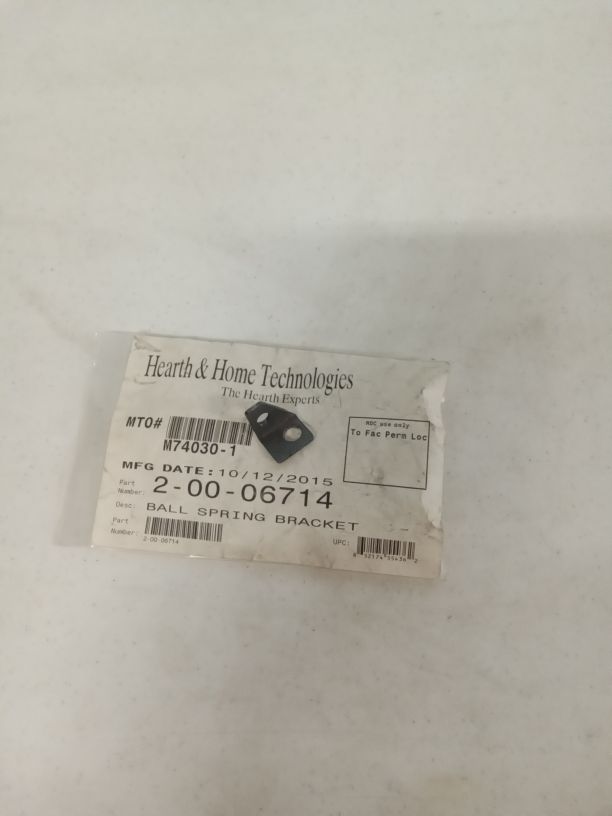 Hearth & Home Technologies
The Hearth Experts
MTO#
M74030-1
NDC use only
To Fac Perm Loc
MFG DATE: 10/12/2015
Part Number: 2-00-06714
Desc: BALL SPRING BRACKET
Part Number:
2-00-06714
UPC: